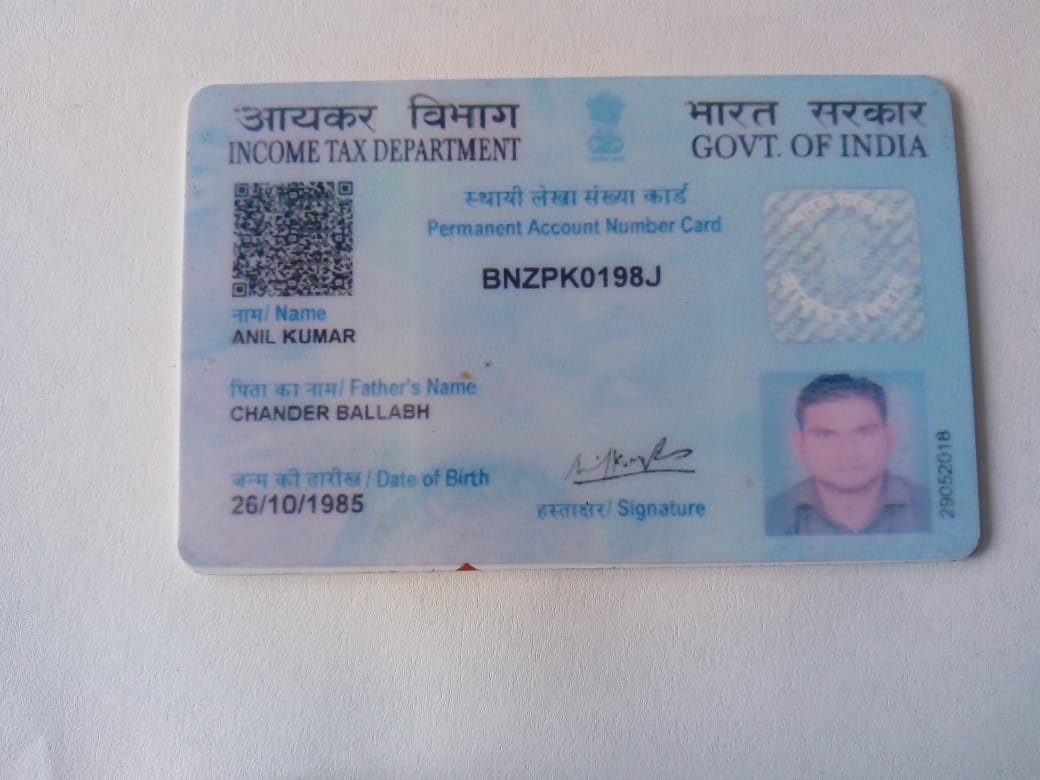 आयकर विभाग
INCOME TAX DEPARTMENT
भारत सरकार
GOVT. OF INDIA
स्थायी लेखा संख्या कार्ड
Permanent Account Number Card
BNZPK0198J
नाम/ Name
ANIL KUMAR
पिता का नाम/ Father's Name
CHANDER BALLABH
जन्म की तारीख / Date of Birth
26/10/1985
हस्ताक्षर/ Signature
29052018